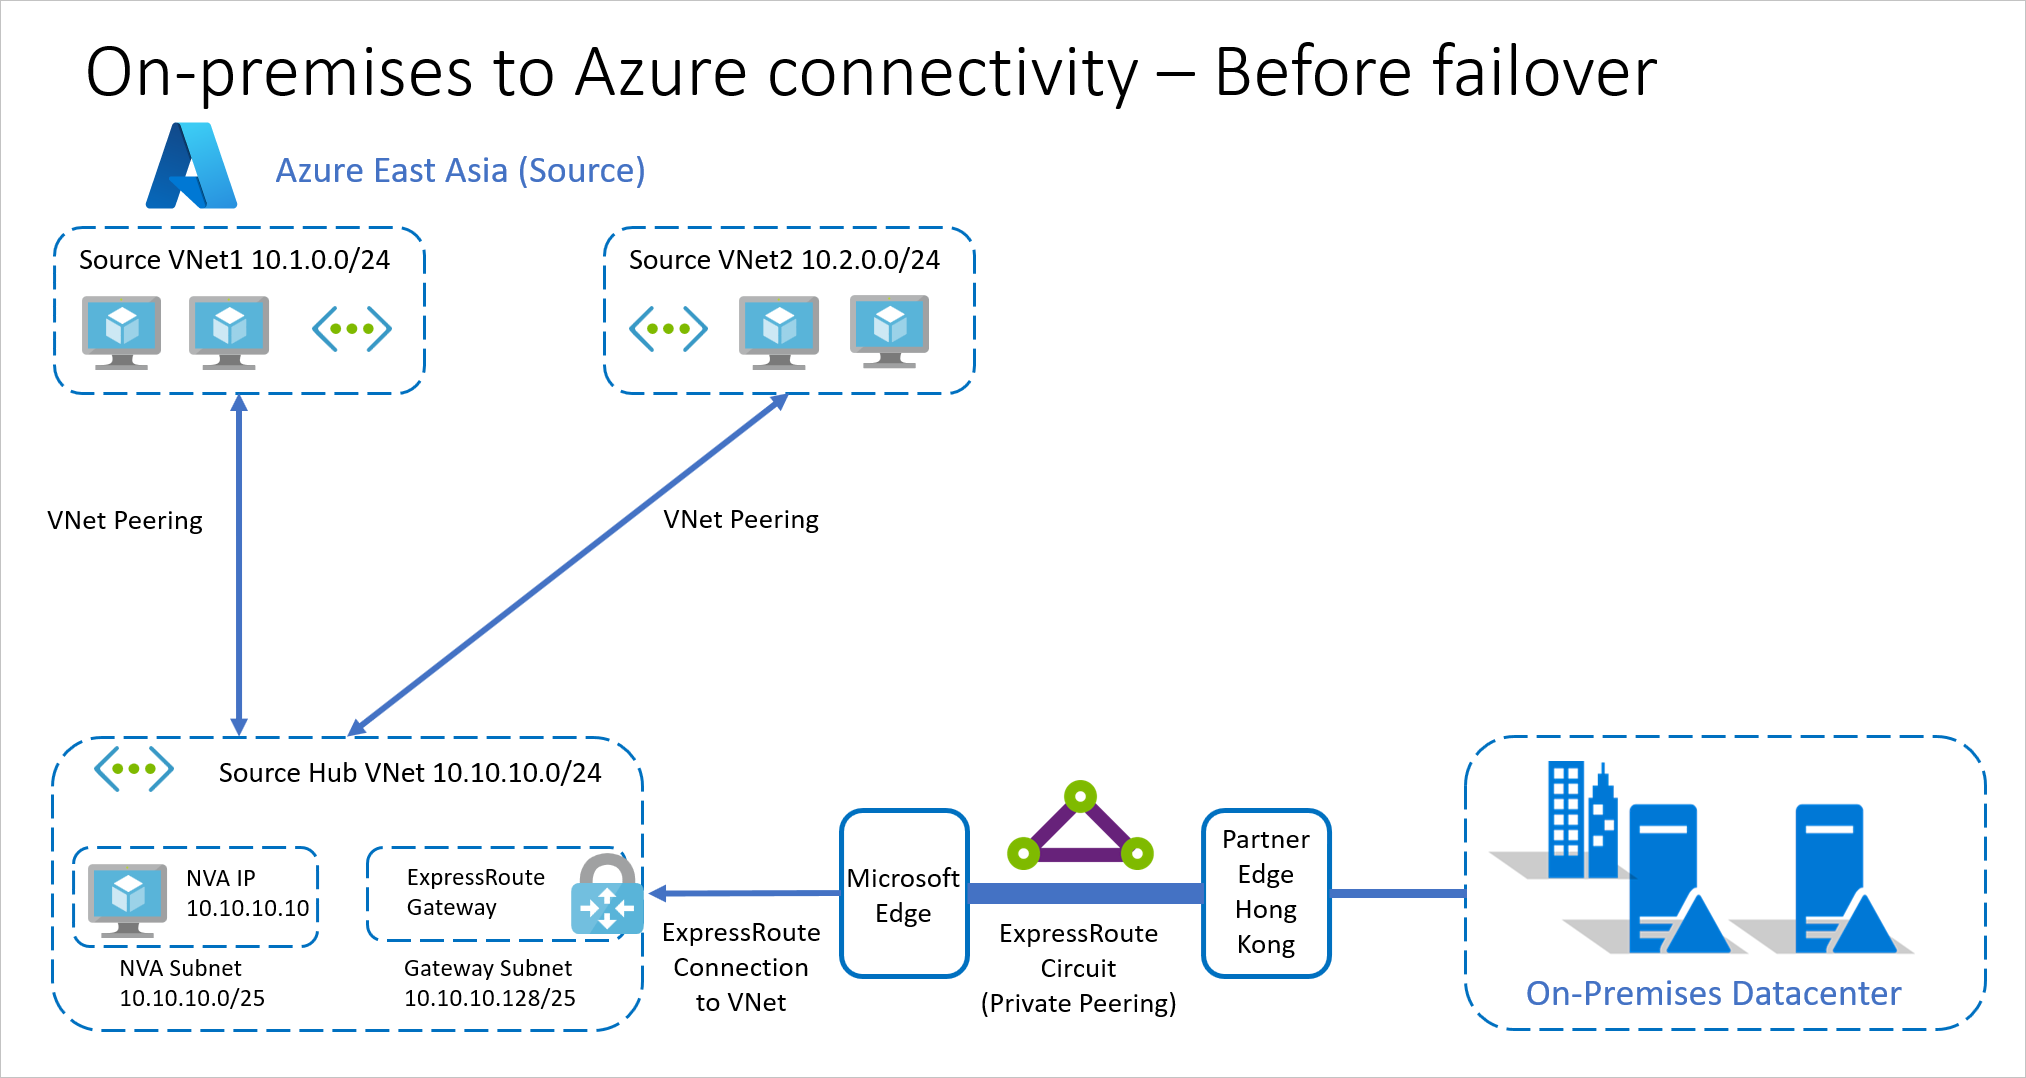 On-premises to Azure connectivity – Before failover
Azure East Asia (Source)
Source VNet1 10.1.0.0/24
Source VNet2 10.2.0.0/24
VNet Peering
VNet Peering
Source Hub VNet 10.10.10.0/24
NVA IP
10.10.10.10
NVA Subnet
10.10.10.0/25
ExpressRoute
Gateway
Gateway Subnet
10.10.10.128/25
ExpressRoute
Connection
to VNet
Microsoft
Edge
ExpressRoute
Circuit
(Private Peering)
Partner
Edge
Hong
Kong
On-Premises Datacenter